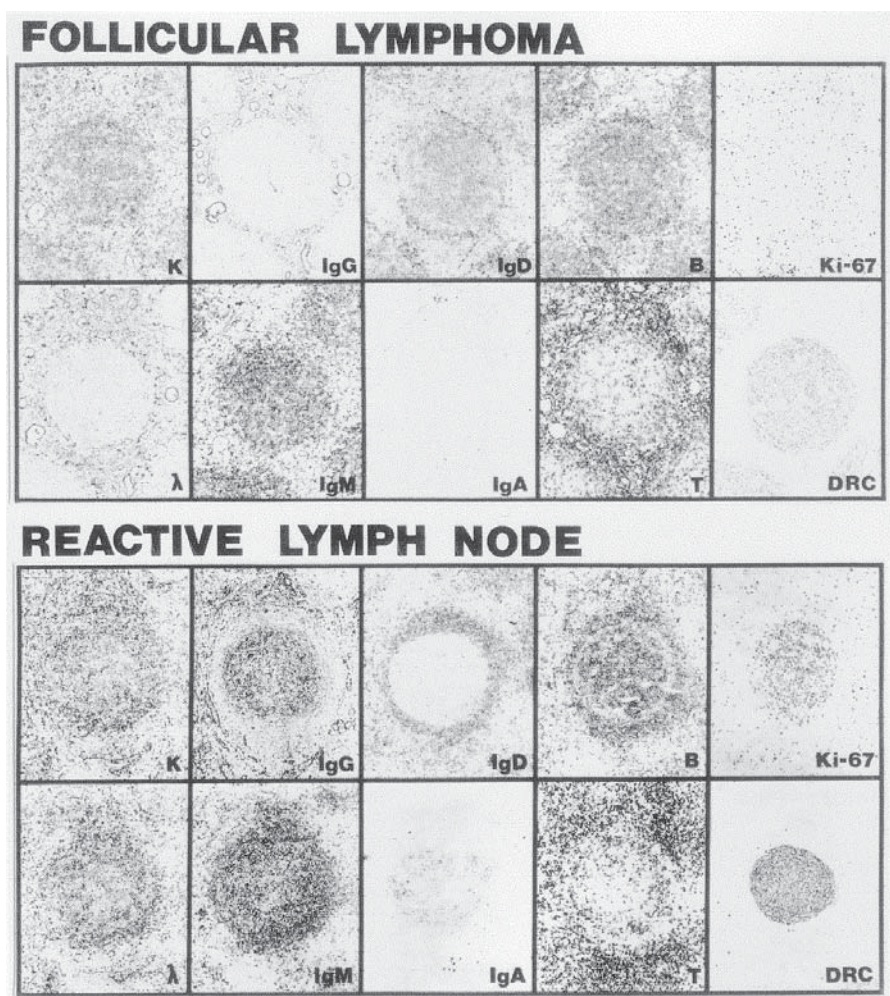 FOLLICULAR LYMPHOMA
K IgG IgD B Ki-67
λ IgM IgA T DRC
REACTIVE LYMPH NODE
K IgG IgD B Ki-67
λ IgM IgA T DRC